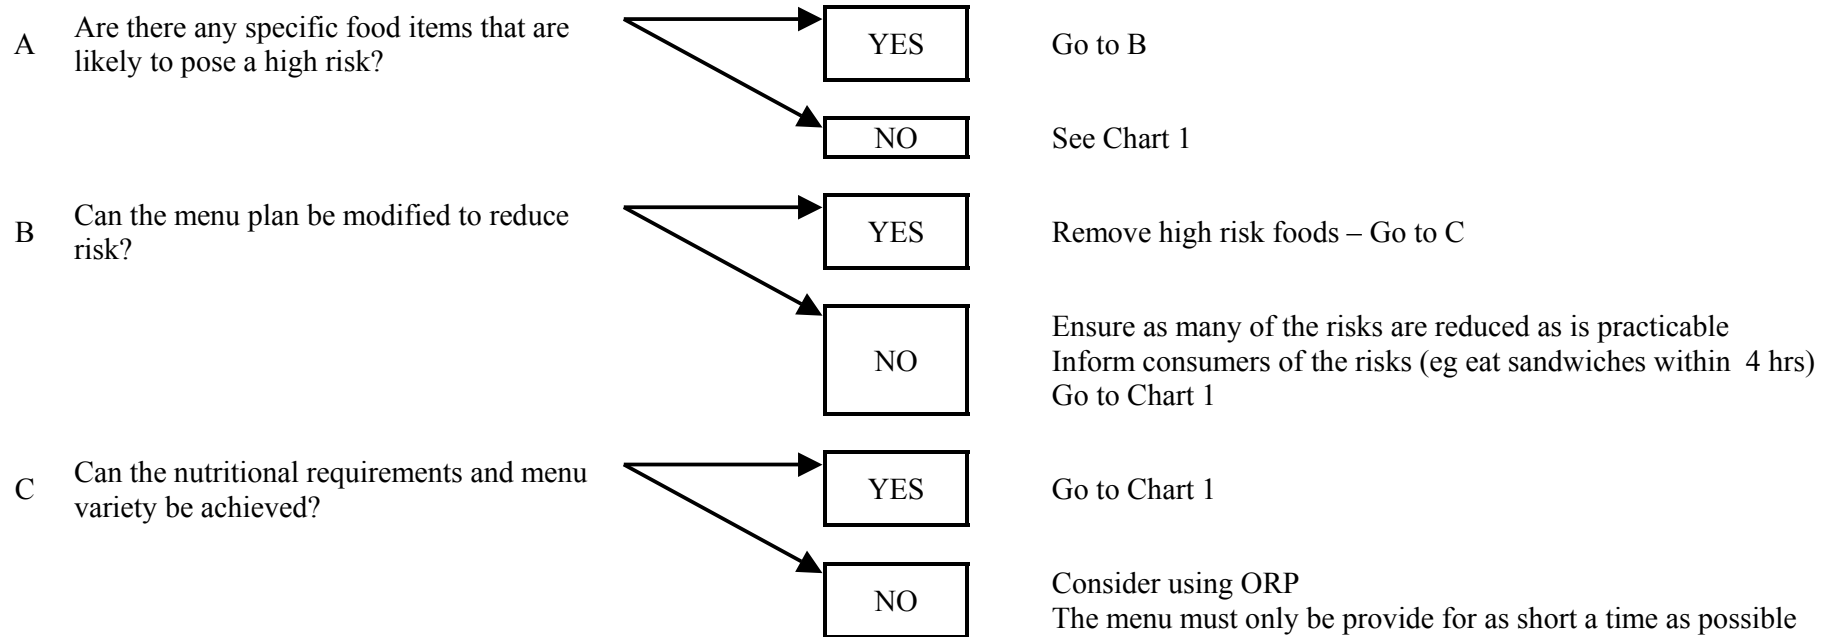 A
Are there any specific food items that are
likely to pose a high risk?
YES
Go to B
NO
See Chart 1
B
Can the menu plan be modified to reduce
risk?
YES
Remove high risk foods – Go to C
NO
Ensure as many of the risks are reduced as is practicable
Inform consumers of the risks (eg eat sandwiches within 4 hrs)
Go to Chart 1
C
Can the nutritional requirements and menu
variety be achieved?
YES
Go to Chart 1
NO
Consider using ORP
The menu must only be provide for as short a time as possible